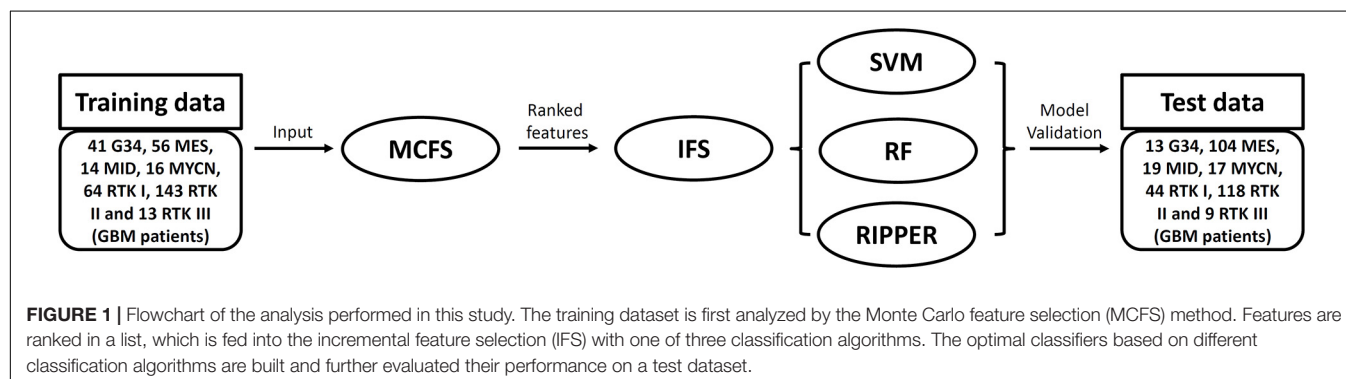 Training data
41 G34, 56 MES,
14 MID, 16 MYCN,
64 RTK I, 143 RTK
II and 13 RTK III
(GBM patients)
Input
MCFS
Ranked
features
IFS
SVM
RF
RIPPER
Model
Validation
Test data
13 G34, 104 MES,
19 MID, 17 MYCN,
44 RTK I, 118 RTK
II and 9 RTK III
(GBM patients)
FIGURE 1 | Flowchart of the analysis performed in this study. The training dataset is first analyzed by the Monte Carlo feature selection (MCFS) method. Features are
ranked in a list, which is fed into the incremental feature selection (IFS) with one of three classification algorithms. The optimal classifiers based on different
classification algorithms are built and further evaluated their performance on a test dataset.